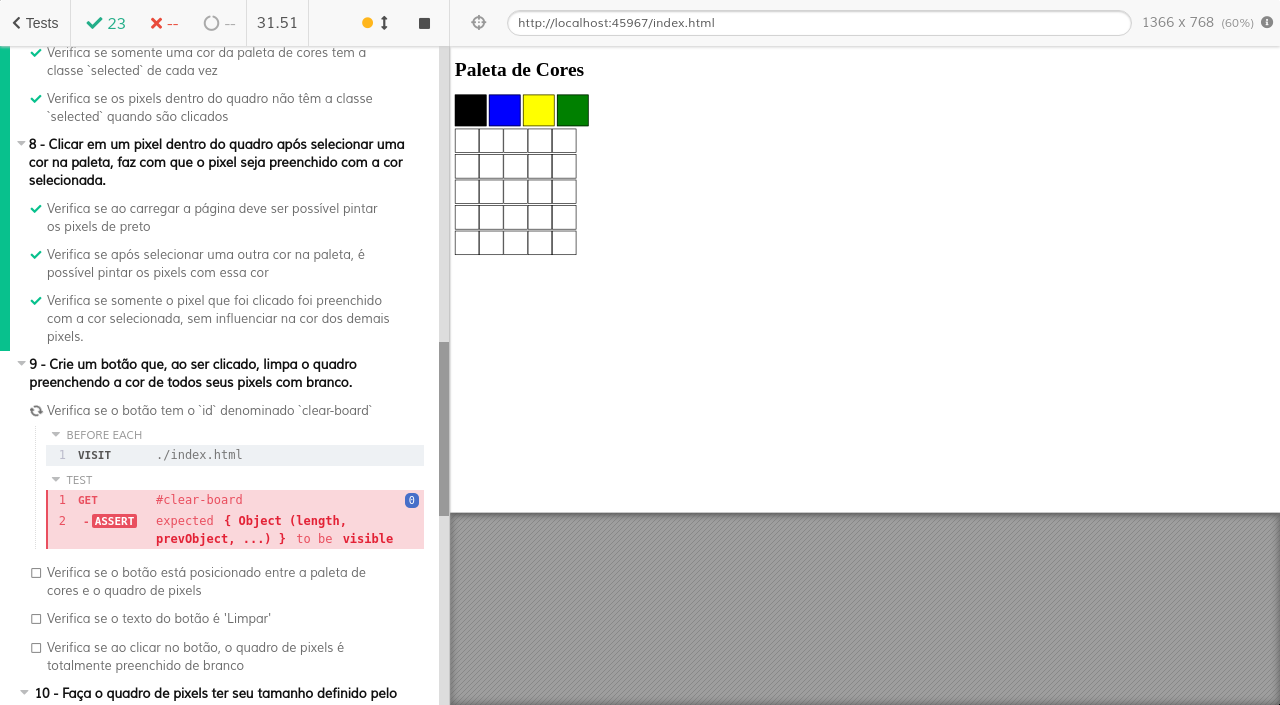 Tests 23 -- -- 31.51 http://localhost:45967/index.html 1366 x 768 (60%)
Verifica se somente uma cor da paleta de cores tem a
classe `selected` de cada vez
Verifica se os pixels dentro do quadro não têm a classe
`selected` quando são clicados
8 - Clicar em um pixel dentro do quadro após selecionar uma
cor na paleta, faz com que o pixel seja preenchido com a cor
selecionada.
Verifica se ao carregar a página deve ser possível pintar
os pixels de preto
Verifica se após selecionar uma outra cor na paleta, é
possível pintar os pixels com essa cor
Verifica se somente o pixel que foi clicado foi preenchido
com a cor selecionada, sem influenciar na cor dos demais
pixels.
9 - Crie um botão que, ao ser clicado, limpa o quadro
preenchendo a cor de todos seus pixels com branco.
Verifica se o botão tem o `id` denominado `clear-board`
BEFORE EACH
1 VISIT ./index.html
TEST
1 GET #clear-board 0
2 -ASSERT expected { Object (length,
prevObject, ...) } to be visible
Verifica se o botão está posicionado entre a paleta de
cores e o quadro de pixels
Verifica se o texto do botão é 'Limpar'
Verifica se ao clicar no botão, o quadro de pixels é
totalmente preenchido de branco
10 - Faça o quadro de pixels ter seu tamanho definido pelo
Paleta de Cores